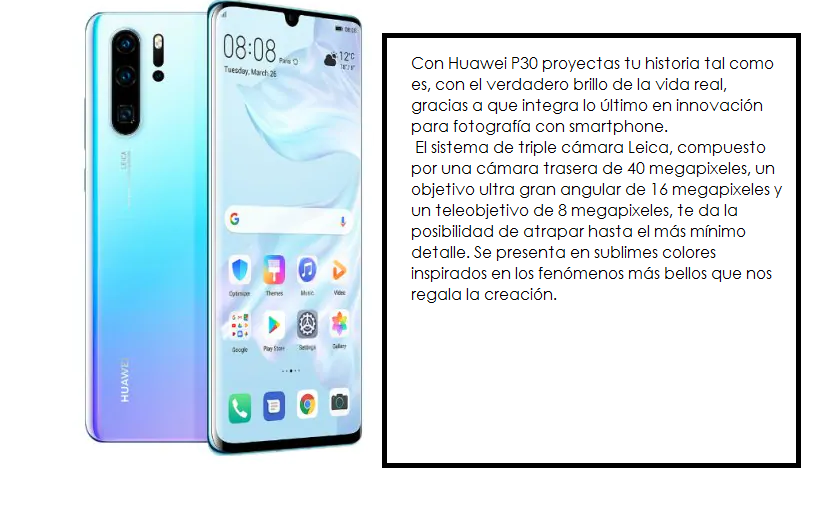 08:08
Paris
12°C
Tuesday, March 26
LEICA
HUAWEI
G
Optimizer
Themes
Music
Video
Google
Play Store
Settings
Gallery
Con Huawei P30 proyectas tu historia tal como
es, con el verdadero brillo de la vida real,
gracias a que integra lo último en innovación
para fotografía con smartphone.
El sistema de triple cámara Leica, compuesto
por una cámara trasera de 40 megapixeles, un
objetivo ultra gran angular de 16 megapixeles y
un teleobjetivo de 8 megapixeles, te da la
posibilidad de atrapar hasta el más mínimo
detalle. Se presenta en sublimes colores
inspirados en los fenómenos más bellos que nos
regala la creación.